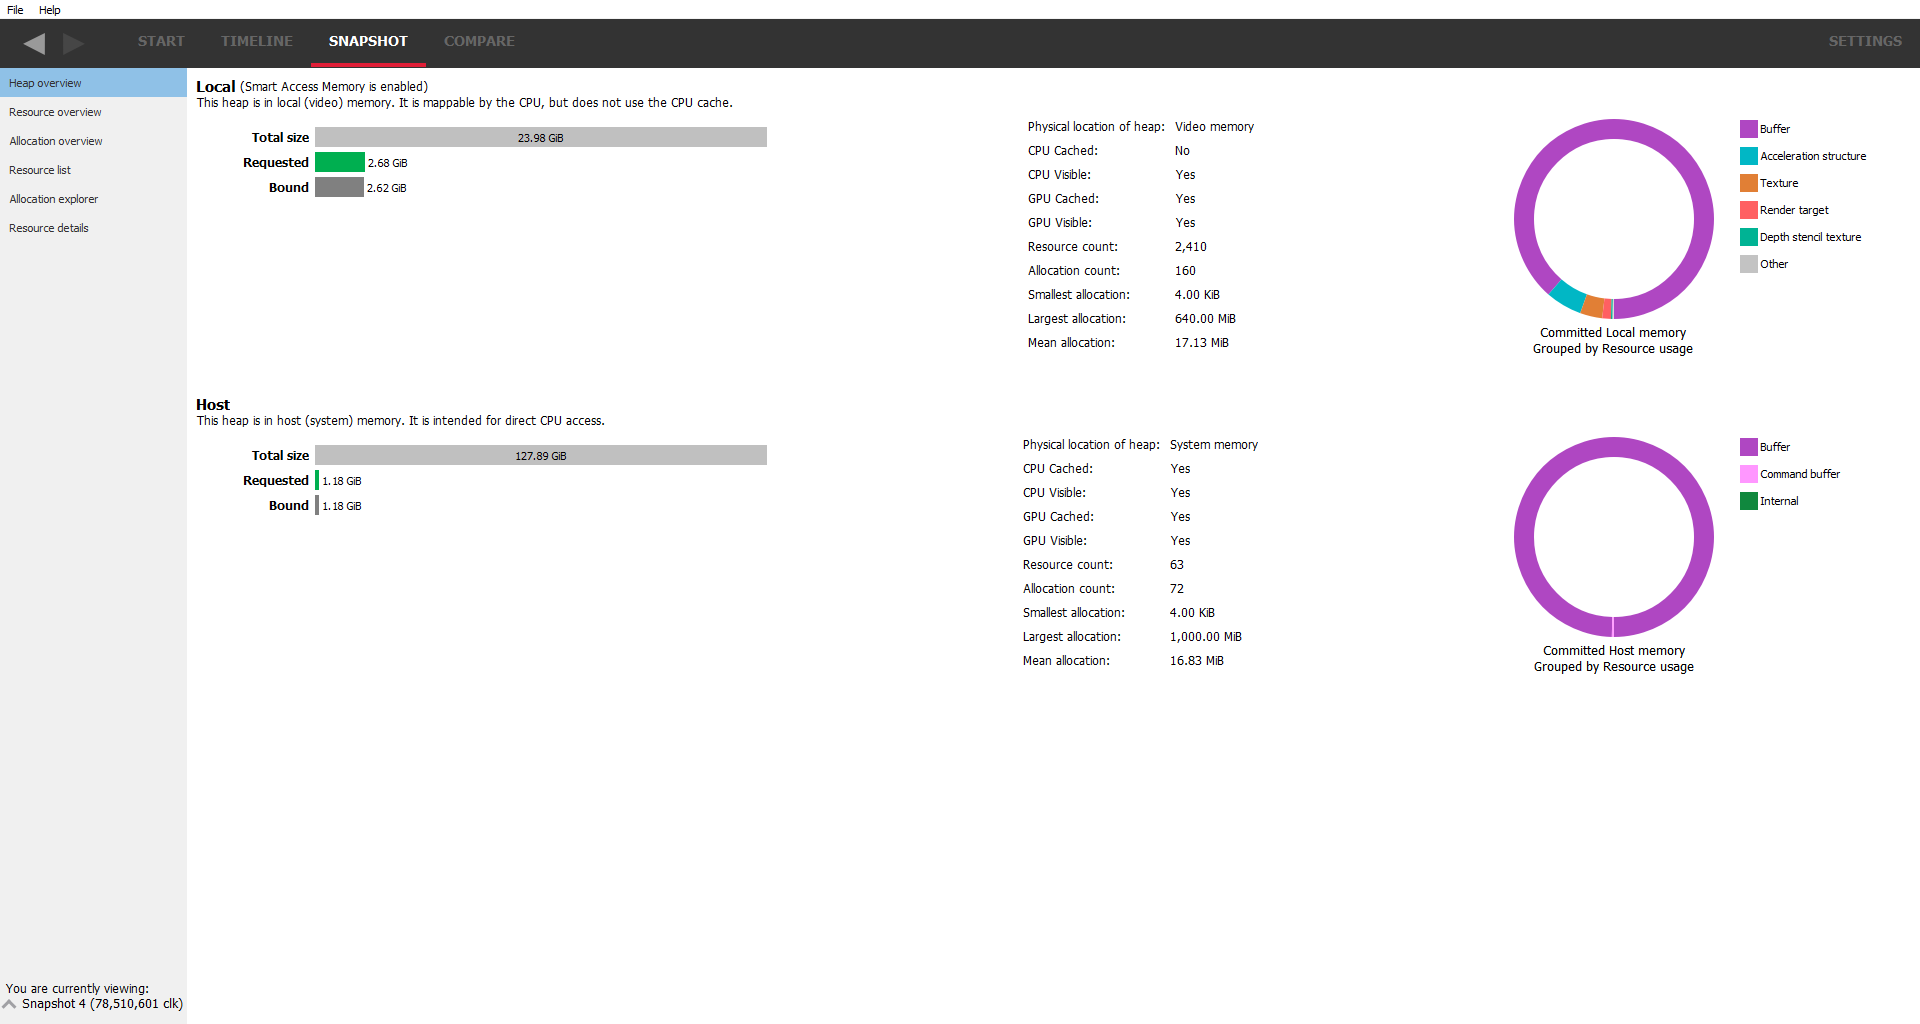 File Help
START TIMELINE SNAPSHOT COMPARE SETTINGS
Heap overview
Resource overview
Allocation overview
Resource list
Allocation explorer
Resource details
Local (Smart Access Memory is enabled)
This heap is in local (video) memory. It is mappable by the CPU, but does not use the CPU cache.
Total size 23.98 GiB
Requested 2.68 GiB
Bound 2.62 GiB
Physical location of heap: Video memory
CPU Cached: No
CPU Visible: Yes
GPU Cached: Yes
GPU Visible: Yes
Resource count: 2,410
Allocation count: 160
Smallest allocation: 4.00 KiB
Largest allocation: 640.00 MiB
Mean allocation: 17.13 MiB
Buffer
Acceleration structure
Texture
Render target
Depth stencil texture
Other
Committed Local memory
Grouped by Resource usage
Host
This heap is in host (system) memory. It is intended for direct CPU access.
Total size 127.89 GiB
Requested 1.18 GiB
Bound 1.18 GiB
Physical location of heap: System memory
CPU Cached: Yes
CPU Visible: Yes
GPU Cached: Yes
GPU Visible: Yes
Resource count: 63
Allocation count: 72
Smallest allocation: 4.00 KiB
Largest allocation: 1,000.00 MiB
Mean allocation: 16.83 MiB
Buffer
Command buffer
Internal
Committed Host memory
Grouped by Resource usage
You are currently viewing:
Snapshot 4 (78,510,601 clk)